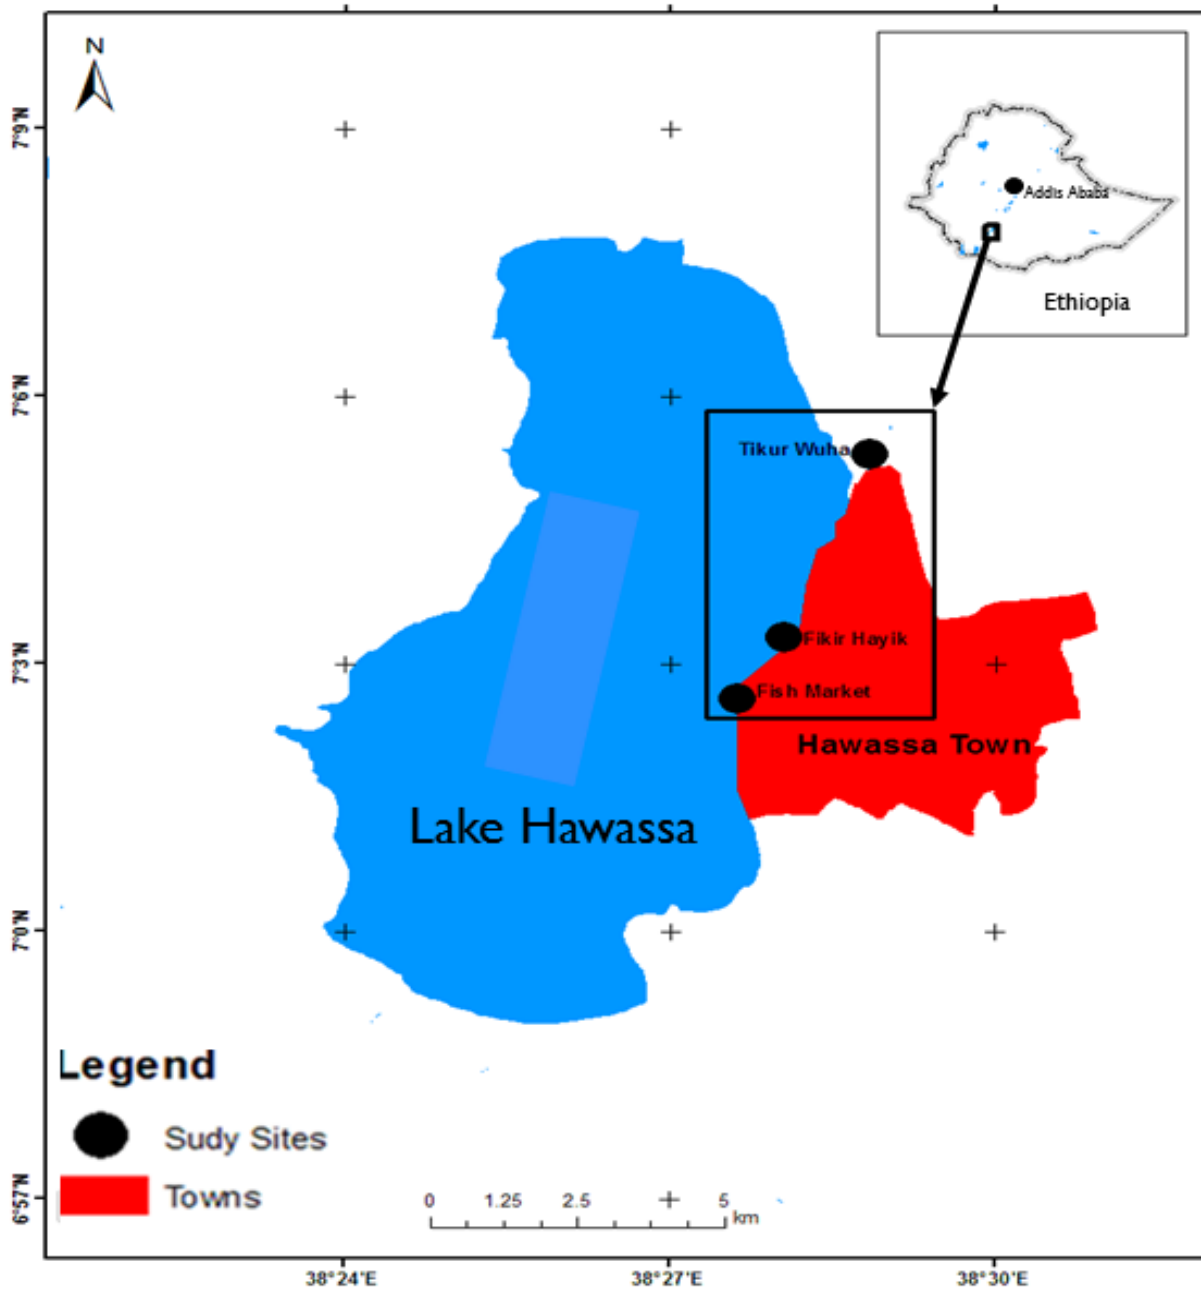 N
7°9'N
7°6'N
7°3'N
7°0'N
6°57'N
Addis Ababa
Ethiopia
Tikur Wuha
Fikir Hayik
Fish Market
Hawassa Town
Lake Hawassa
Legend
Sudy Sites
Towns
0 1.25 2.5 5
km
38°24'E 38°27'E 38°30'E